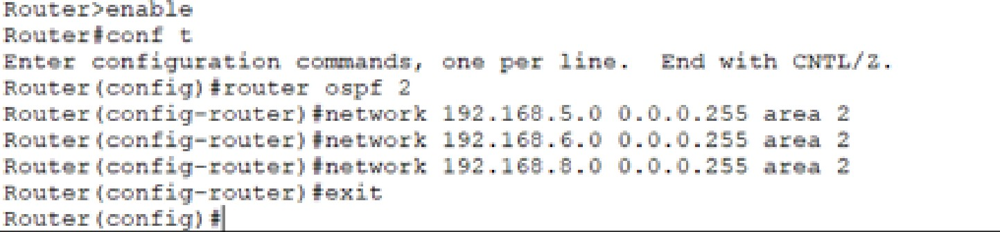 Router>enable
Router#conf t
Enter configuration commands, one per line.  End with CNTL/Z.
Router(config)#router ospf 2
Router(config-router)#network 192.168.5.0 0.0.0.255 area 2
Router(config-router)#network 192.168.6.0 0.0.0.255 area 2
Router(config-router)#network 192.168.8.0 0.0.0.255 area 2
Router(config-router)#exit
Router(config)#